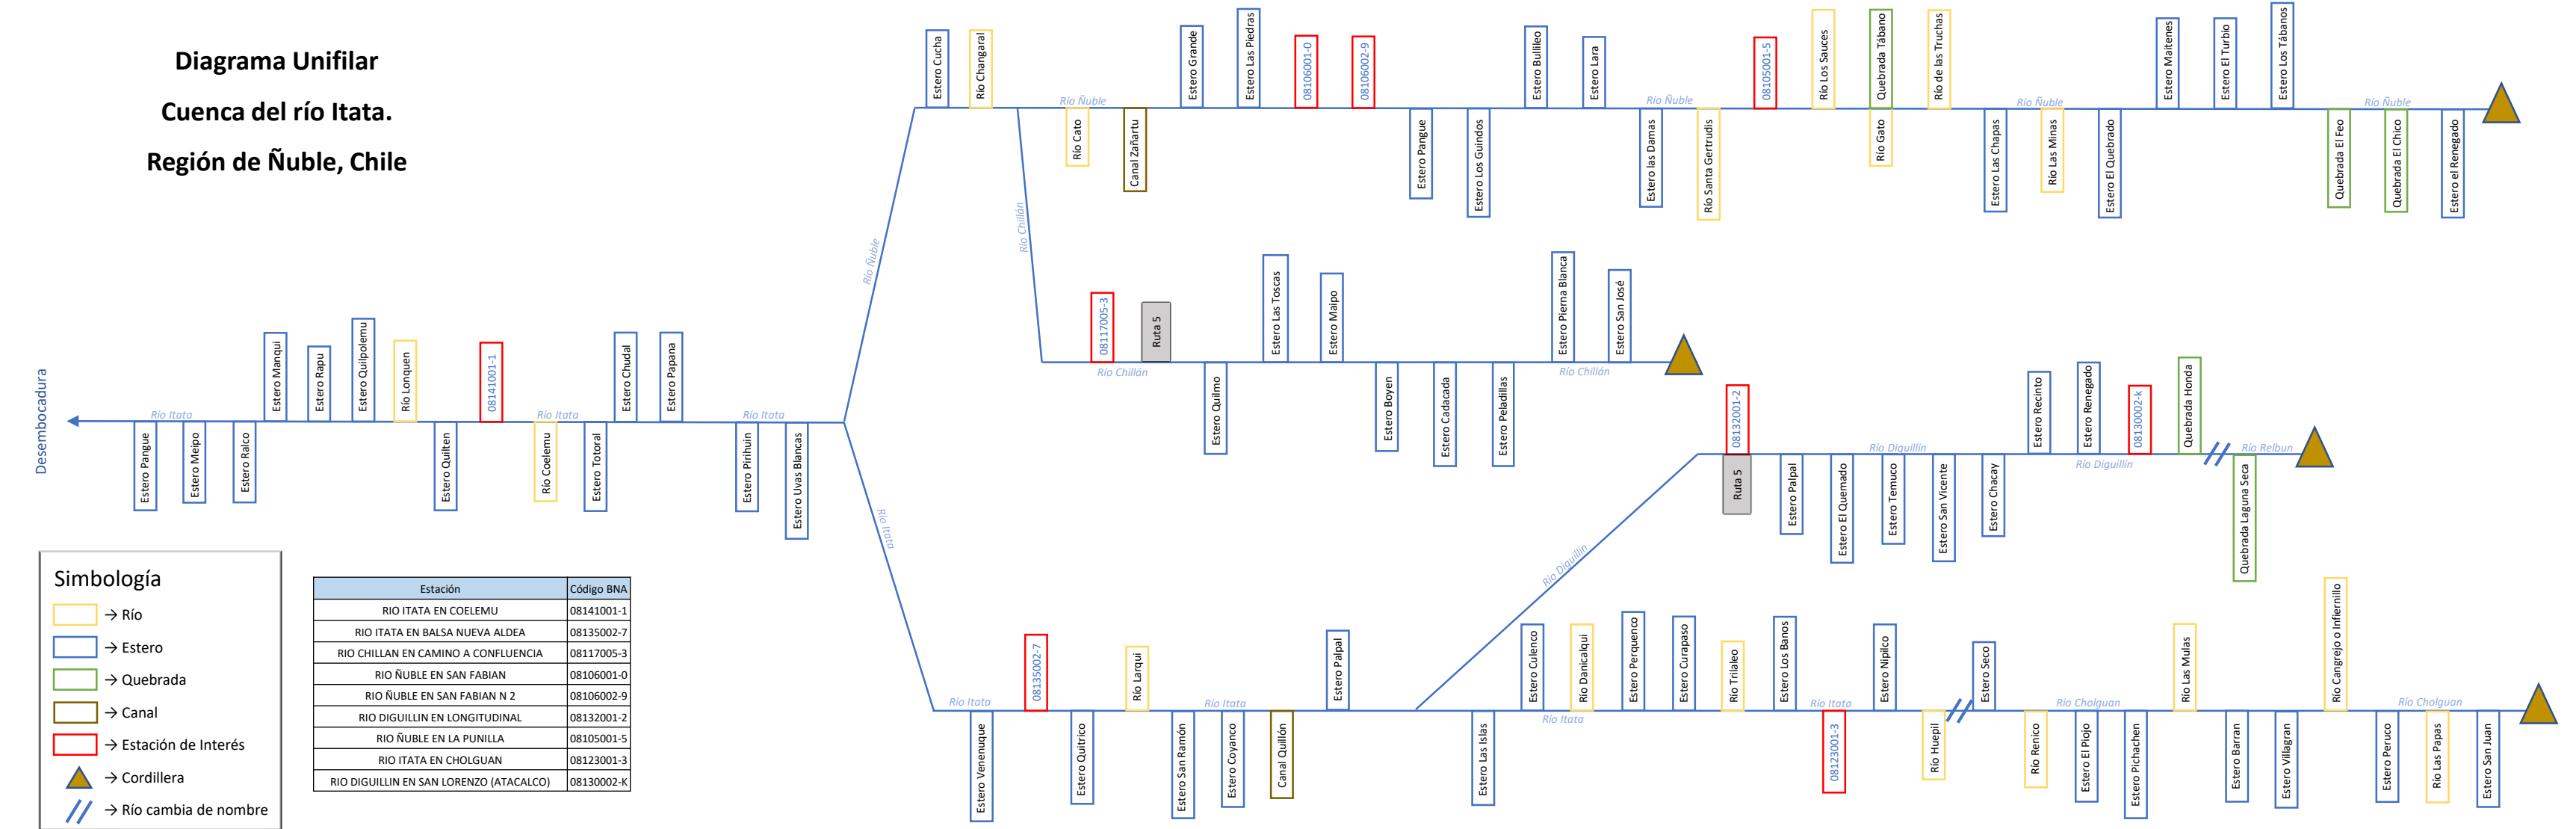 Diagrama Unifilar
Cuenca del río Itata.
Región de Ñuble, Chile
Estero Cucha
Río Changaral
Río Ñuble
Río Cato
Canal Zañartu
Estero Grande
Estero Las Piedras
08106001-0
08106002-9
Estero Pangue
Estero Los Guindos
Estero Bullileo
Estero Lara
Río Ñuble
Estero las Damas
Río Santa Gertrudis
08105001-5
Río Los Sauces
Quebrada Tábano
Río Gato
Río de las Truchas
Estero Las Chapas
Río Ñuble
Río Las Minas
Estero El Quebrado
Estero Maitenes
Estero El Turbio
Estero Los Tábanos
Quebrada El Feo
Río Ñuble
Quebrada El Chico
Estero el Renegado
Río Ñuble
Río Chillán
08117005-3
Río Chillán
Ruta 5
Estero Quilmo
Estero Las Toscas
Estero Maipo
Estero Boyen
Estero Cadacada
Estero Peladillas
Estero Pierna Blanca
Río Chillán
Estero San José
Desembocadura
Río Itata
Estero Pangue
Estero Meipo
Estero Ralco
Estero Manqui
Estero Rapu
Estero Quilpolemu
Río Lonquen
Estero Quilten
08141001-1
Río Itata
Río Coelemu
Estero Totoral
Estero Chudal
Estero Papana
Río Itata
Estero Pirihuin
Estero Uvas Blancas
Río Itata
08132001-2
Ruta 5
Estero Palpal
Estero El Quemado
Río Diguillín
Estero Temuco
Estero San Vicente
Estero Chacay
Estero Recinto
Estero Renegado
Río Diguillín
08130002-k
Quebrada Honda
Río Relbun
Quebrada Laguna Seca
Río Diguillín
Río Itata
Estero Venenuque
08135002-7
Estero Quitrico
Río Larqui
Estero San Ramón
Río Itata
Estero Coyanco
Canal Quillón
Estero Palpal
Estero Las Islas
Estero Culenco
Río Itata
Río Danicalqui
Estero Perquenco
Estero Curapaso
Río Trilaleo
Estero Los Banos
Río Itata
08123001-3
Estero Nipilco
Río Huepil
Estero Seco
Río Renico
Río Cholguan
Estero El Piojo
Estero Pichachen
Río Las Mulas
Estero Barran
Estero Villagran
Río Cangrejo o Infiernillo
Estero Peruco
Río Cholguan
Río Las Papas
Estero San Juan
Simbología
→ Río
→ Estero
→ Quebrada
→ Canal
→ Estación de Interés
→ Cordillera
→ Río cambia de nombre
Estación Código BNA
RIO ITATA EN COELEMU 08141001-1
RIO ITATA EN BALSA NUEVA ALDEA 08135002-7
RIO CHILLAN EN CAMINO A CONFLUENCIA 08117005-3
RIO ÑUBLE EN SAN FABIAN 08106001-0
RIO ÑUBLE EN SAN FABIAN N 2 08106002-9
RIO DIGUILLIN EN LONGITUDINAL 08132001-2
RIO ÑUBLE EN LA PUNILLA 08105001-5
RIO ITATA EN CHOLGUAN 08123001-3
RIO DIGUILLIN EN SAN LORENZO (ATACALCO) 08130002-K